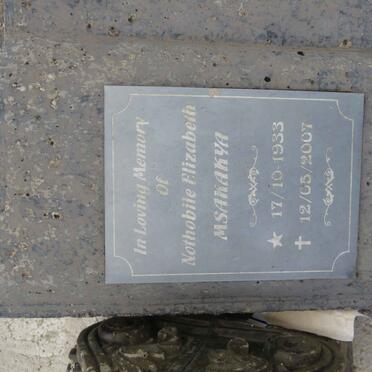 In Loving Memory
Of
Nothobile Elizabeth
MSAKAKYA
★ 17/10/1933
✝ 12/05/2007